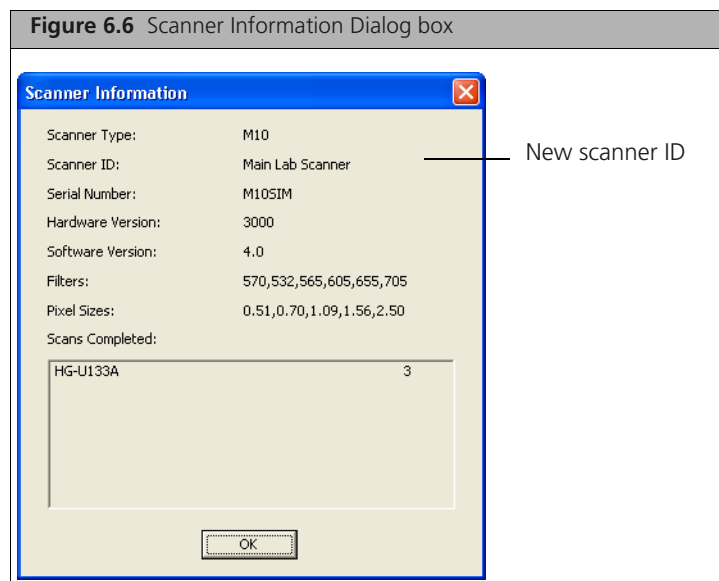 Figure 6.6 Scanner Information Dialog box
Scanner Information
Scanner Type: M10
Scanner ID: Main Lab Scanner
New scanner ID
Serial Number: M10SIM
Hardware Version: 3000
Software Version: 4.0
Filters: 570,532,565,605,655,705
Pixel Sizes: 0.51,0.70,1.09,1.56,2.50
Scans Completed:
HG-U133A 3
OK